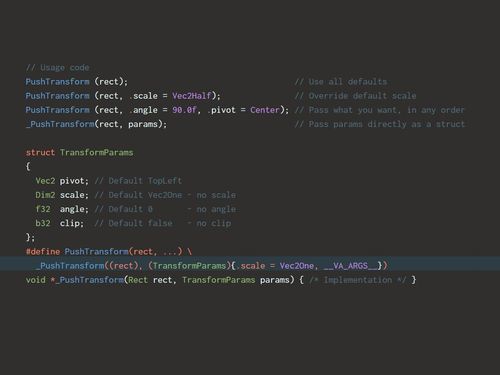 // Usage code
PushTransform (rect); // Use all defaults
PushTransform (rect, .scale = Vec2Half); // Override default scale
PushTransform (rect, .angle = 90.0f, .pivot = Center); // Pass what you want, in any order
_PushTransform(rect, params); // Pass params directly as a struct
struct TransformParams
{
Vec2 pivot; // Default TopLeft
Dim2 scale; // Default Vec2One - no scale
f32 angle; // Default 0 - no angle
b32 clip; // Default false - no clip
};
#define PushTransform(rect, ...) \
_PushTransform((rect), (TransformParams){.scale = Vec2One, __VA_ARGS__})
void *_PushTransform(Rect rect, TransformParams params) { /* Implementation */ }